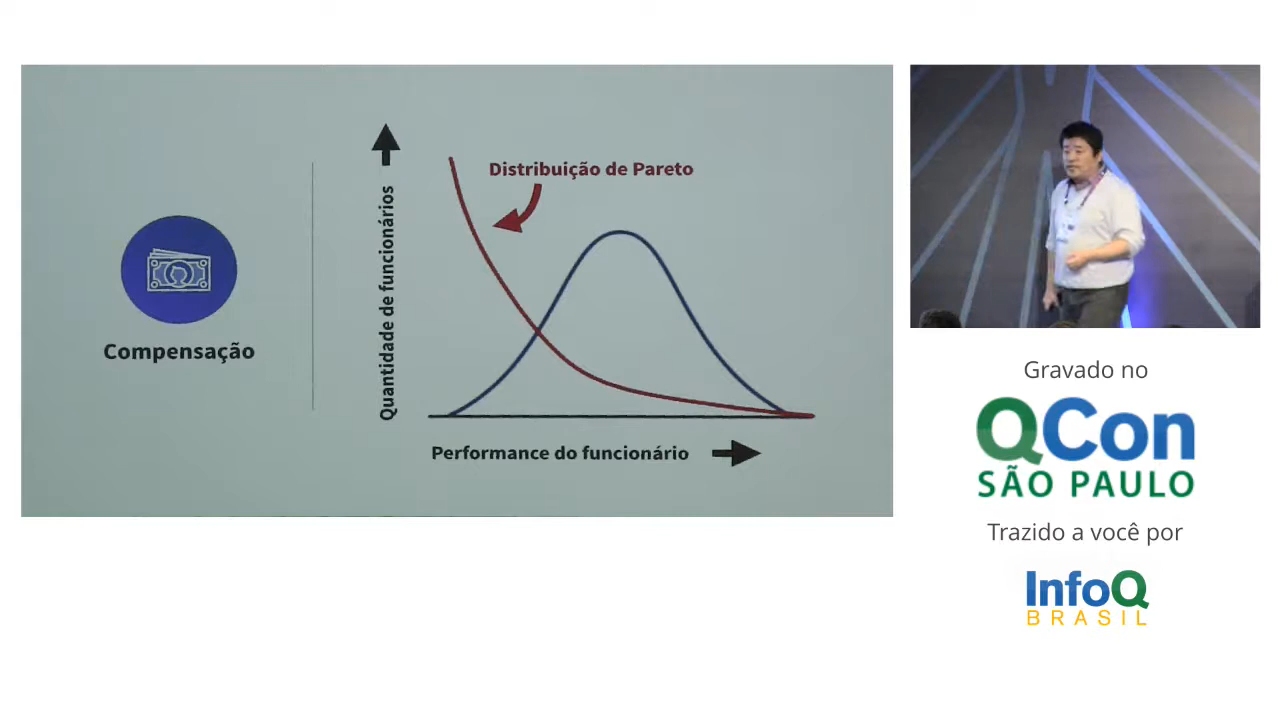 Compensação
Quantidade de funcionários
Distribuição de Pareto
Performance do funcionário
Gravado no
QCon
SÃO PAULO
Trazido a você por
InfoQ
BRASIL